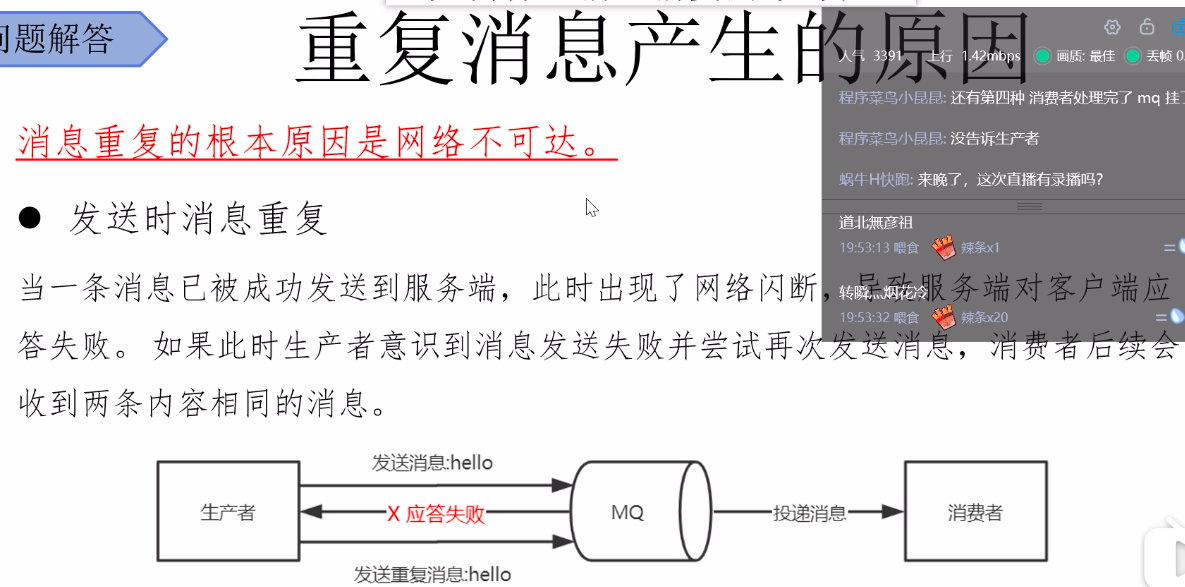 问题解答
重复消息产生的原因
人气 3391 上行 1.42mbps 画质: 最佳 丢帧
程序菜鸟小昆昆: 还有第四种 消费者处理完了 mq 挂了
程序菜鸟小昆昆: 没告诉生产者
蜗牛H快跑: 来晚了，这次直播有录播吗?
道北無彦祖
19:53:13 喂食 辣条x1
19:53:32 喂食 辣条x20
消息重复的根本原因是网络不可达。
● 发送时消息重复
当一条消息已被成功发送到服务端，此时出现了网络闪断，导致服务端对客户端应
答失败。 如果此时生产者意识到消息发送失败并尝试再次发送消息，消费者后续会
收到两条内容相同的消息。
发送消息:hello
生产者
X 应答失败
MQ
投递消息
消费者
发送重复消息:hello